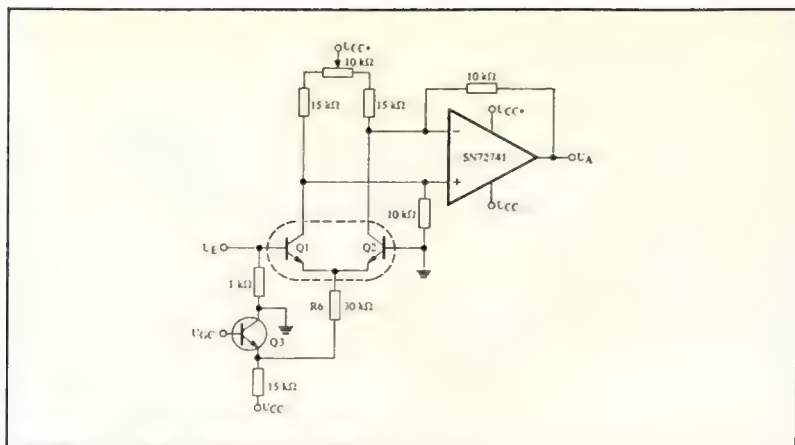 UCC+
10 kΩ
15 kΩ
15 kΩ
10 kΩ
UCC+
SN72741
UA
UCC
10 kΩ
UE
Q1
Q2
1 kΩ
R6
30 kΩ
UGC
Q3
15 kΩ
UCC